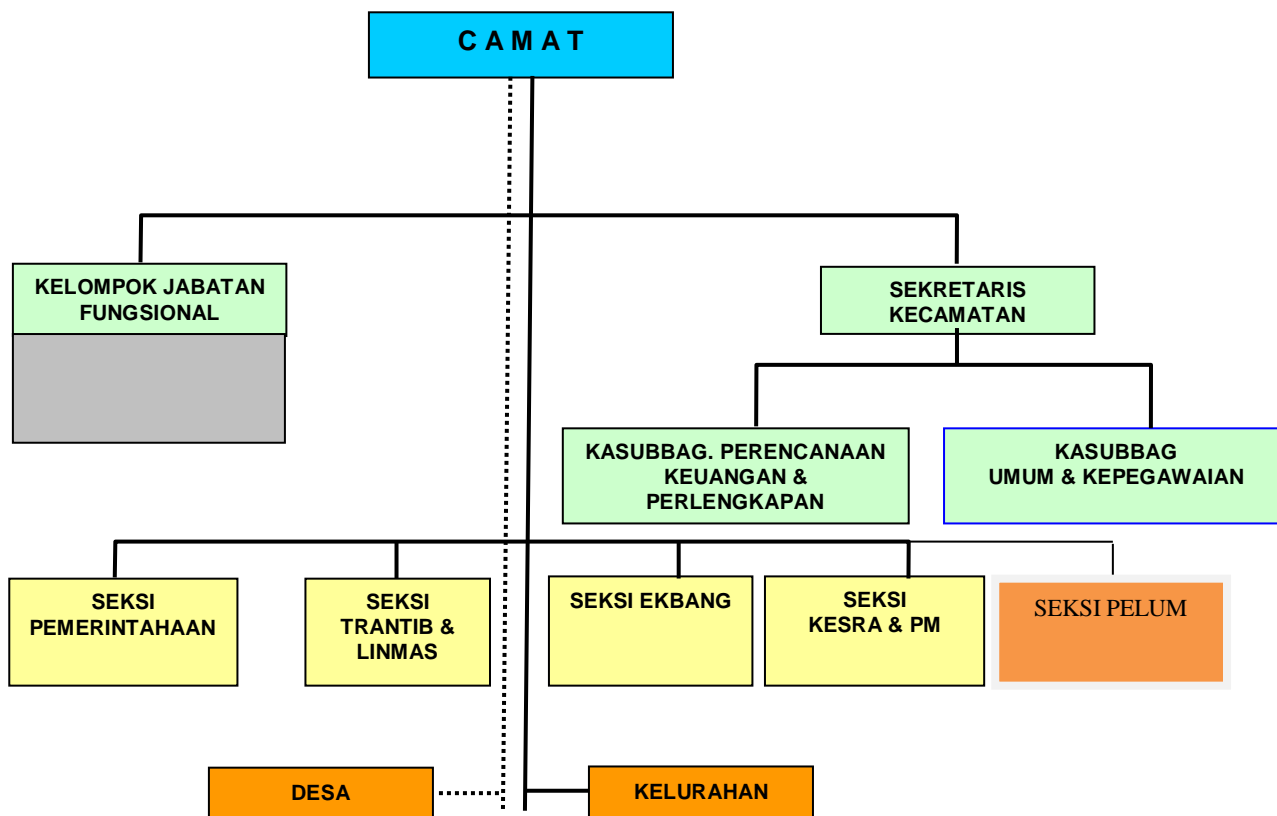 C A M A T
KELOMPOK JABATAN
FUNGSIONAL
SEKRETARIS
KECAMATAN
KASUBBAG. PERENCANAAN
KEUANGAN &
PERLENGKAPAN
KASUBBAG
UMUM & KEPEGAWAIAN
SEKSI
PEMERINTAHAAN
SEKSI
TRANTIB &
LINMAS
SEKSI EKBANG
SEKSI
KESRA & PM
SEKSI PELUM
DESA
KELURAHAN